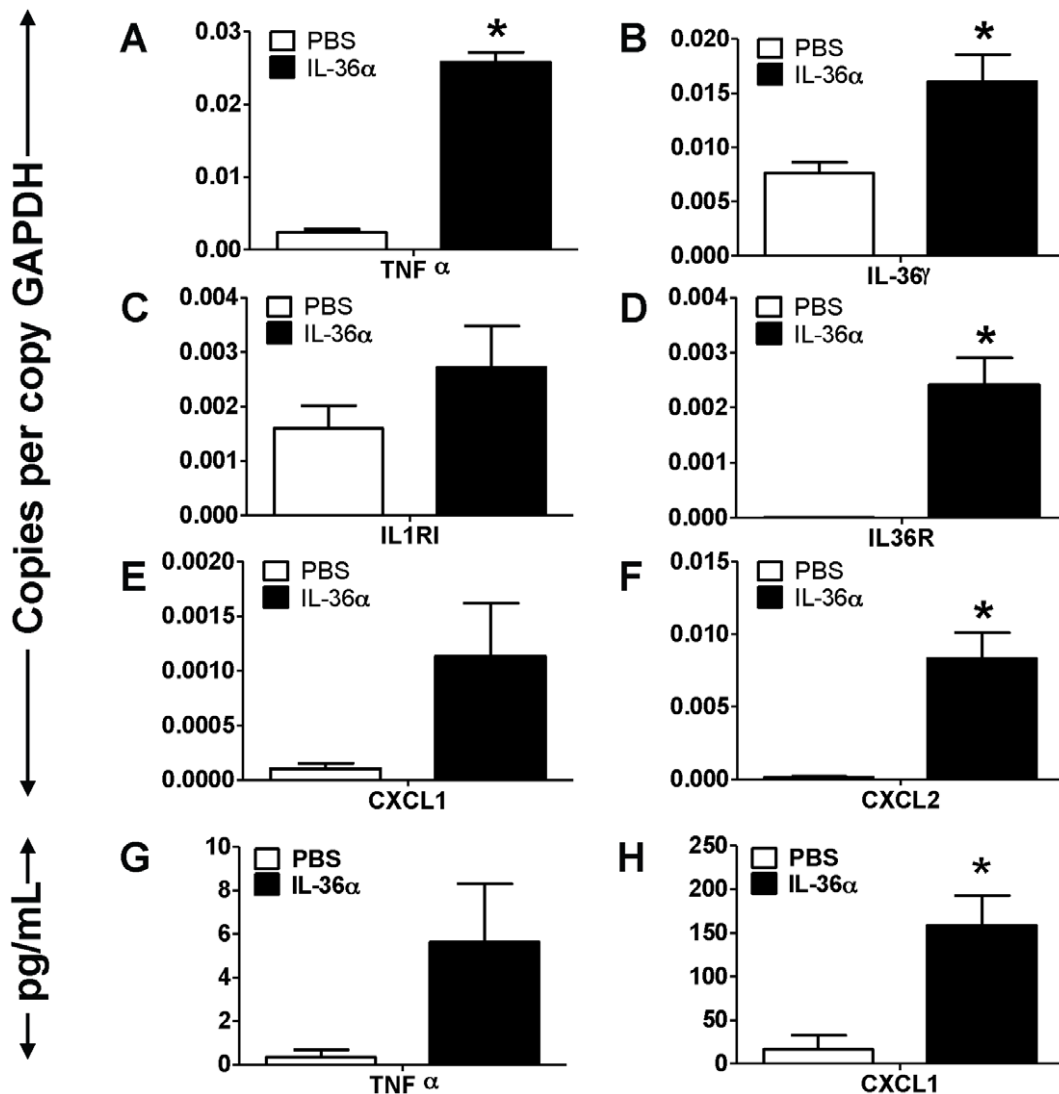 Copies per copy GAPDH
pg/mL
A
PBS
IL-36α
*
0.03
0.02
0.01
0.00
TNF α
B
PBS
IL-36α
*
0.020
0.015
0.010
0.005
0.000
IL-36γ
C
PBS
IL-36α
0.004
0.003
0.002
0.001
0.000
IL1RI
D
PBS
IL-36α
*
0.004
0.003
0.002
0.001
0.000
IL36R
E
PBS
IL-36α
0.0020
0.0015
0.0010
0.0005
0.0000
CXCL1
F
PBS
IL-36α
*
0.015
0.010
0.005
0.000
CXCL2
G
PBS
IL-36α
10
8
6
4
2
0
TNF α
H
PBS
IL-36α
*
250
200
150
100
50
0
CXCL1